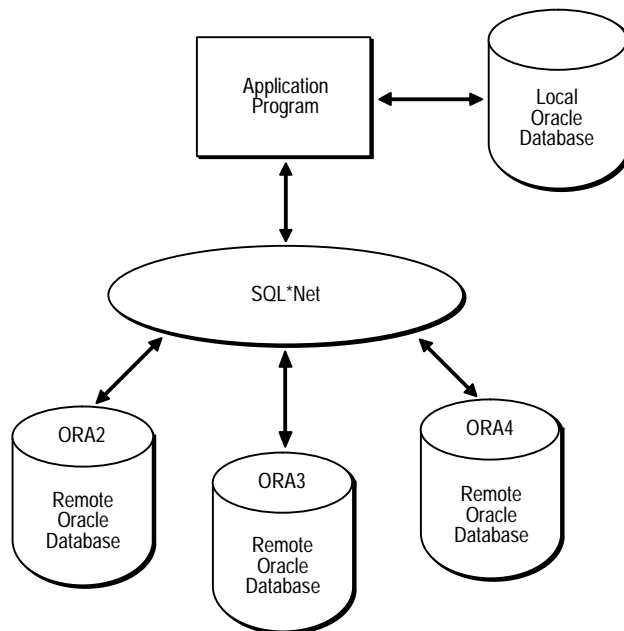 Application
Program
Local
Oracle
Database
SQL*Net
ORA2
Remote
Oracle
Database
ORA3
Remote
Oracle
Database
ORA4
Remote
Oracle
Database